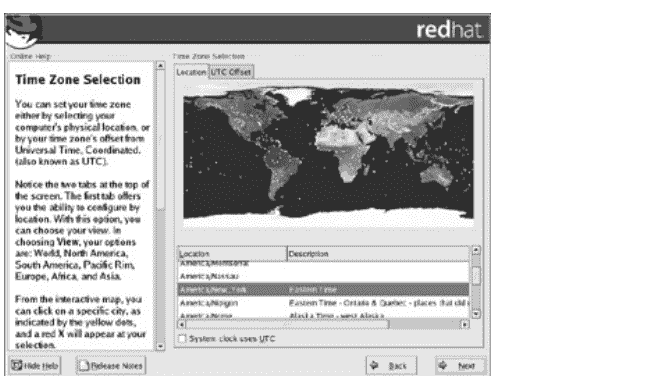 redhat.
Online Help
Time Zone Selection
You can set your time zone
either by selecting your
computer's physical location, or
by your time zone's offset from
Universal Time, Coordinated.
(also known as UTC).
Notice the two tabs at the top of
the screen. The first tab offers
you the ability to configure by
location. With this option, you
can choose your view. In
choosing View, your options
are: World, North America,
South America, Pacific Rim,
Europe, Africa, and Asia.
From the interactive map, you
can click on a specific city, as
indicated by the yellow dots,
and a red X will appear at your
selection.
Time Zone Selection
Location
UTC Offset
Location Description
America/Montserrat
America/Nassau
America/New_York Eastern Time
America/Nipigon Eastern Time - Ontario & Quebec - places that did
America/Nome Alaska Time - west Alaska
System clock uses UTC
Hide Help
Release Notes
Back
Next